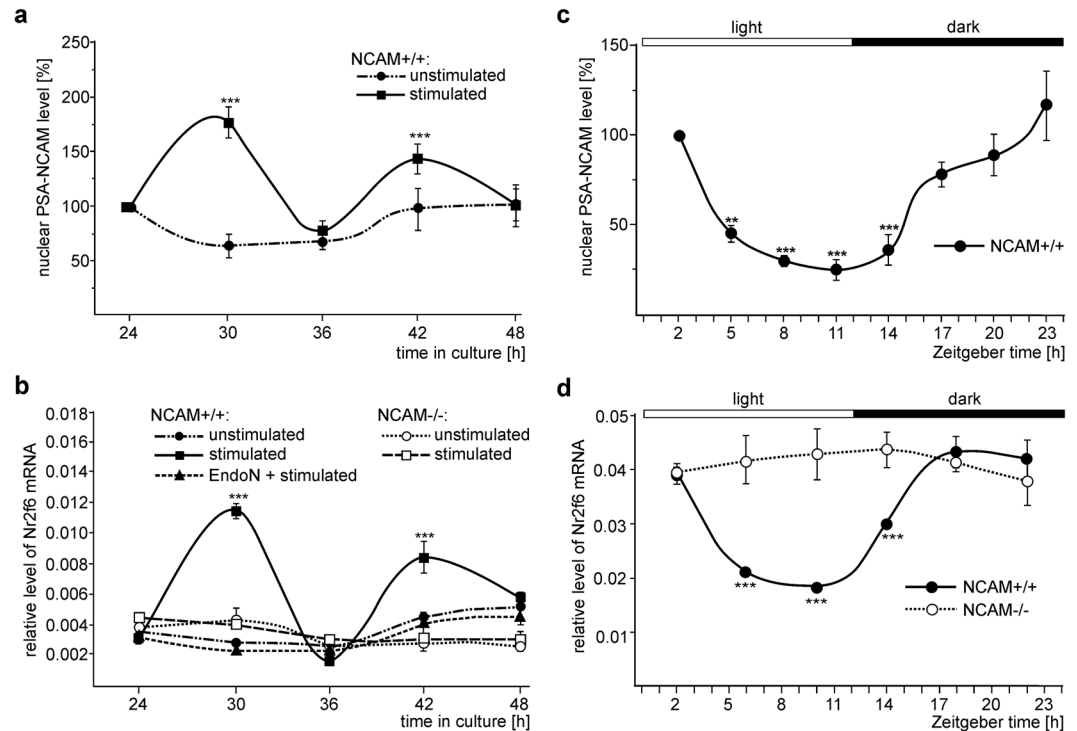 a
nuclear PSA-NCAM level [%]
250
200
150
100
50
NCAM+/+:
unstimulated
stimulated
***
***
24 30 36 42 48
time in culture [h]
b
relative level of Nr2f6 mRNA
0.018
0.016
0.014
0.012
0.010
0.008
0.006
0.004
0.002
NCAM+/+:
unstimulated
stimulated
EndoN + stimulated
NCAM-/-:
unstimulated
stimulated
***
***
24 30 36 42 48
time in culture [h]
c
light dark
nuclear PSA-NCAM level [%]
150
100
50
**
***
***
***
NCAM+/+
2 5 8 11 14 17 20 23
Zeitgeber time [h]
d
light dark
relative level of Nr2f6 mRNA
0.05
0.04
0.03
0.02
0.01
***
***
***
NCAM+/+
NCAM-/-
2 5 8 11 14 17 20 23
Zeitgeber time [h]